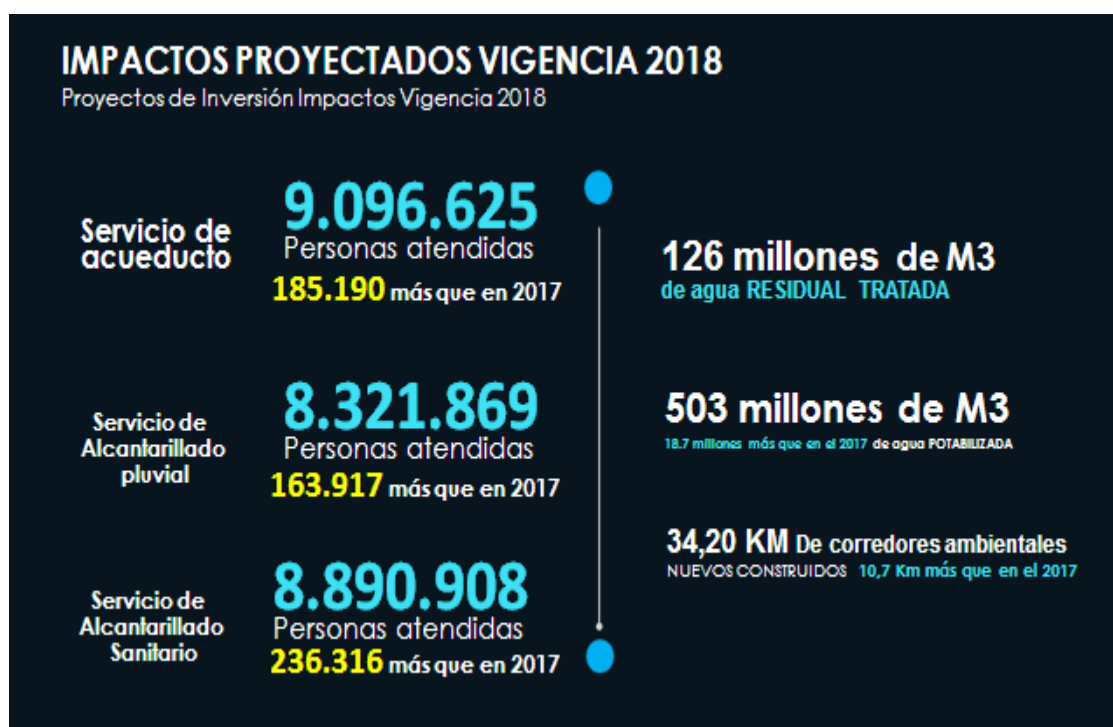 IMPACTOS PROYECTADOS VIGENCIA 2018
Proyectos de Inversión Impactos Vigencia 2018
Servicio de
acueducto
9.096.625
Personas atendidas
185.190 más que en 2017
Servicio de
Alcantarillado
pluvial
8.321.869
Personas atendidas
163.917 más que en 2017
Servicio de
Alcantarillado
Sanitario
8.890.908
Personas atendidas
236.316 más que en 2017
126 millones de M3
de agua RESIDUAL TRATADA
503 millones de M3
18.7 millones más que en el 2017 de agua POTABILIZADA
34,20 KM De corredores ambientales
NUEVOS CONSTRUIDOS 10,7 Km más que en el 2017